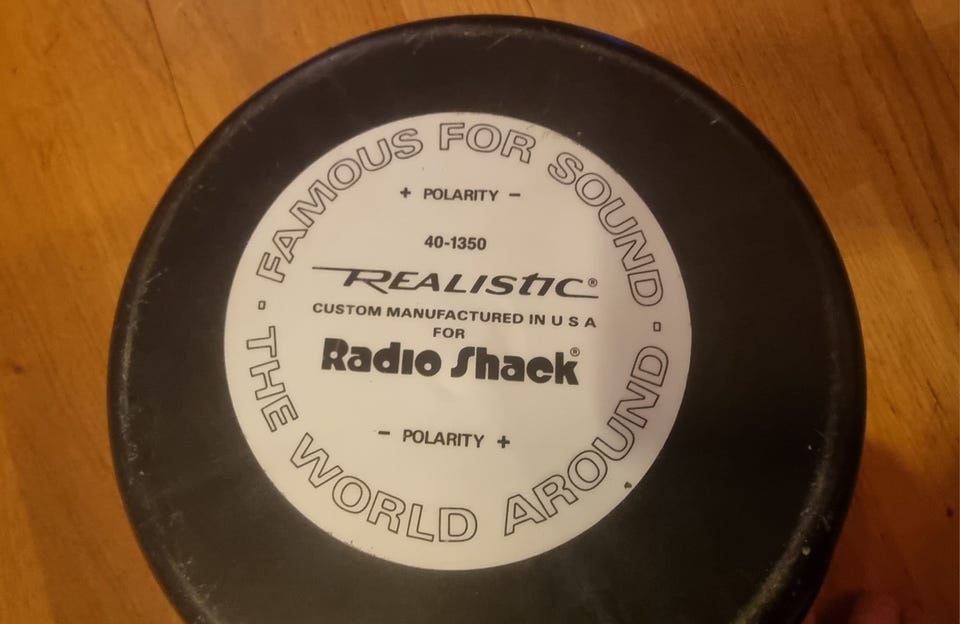 FAMOUS FOR SOUND
+ POLARITY −
40-1350
REALISTIC®
CUSTOM MANUFACTURED IN U S A
FOR
Radio Shack®
− POLARITY +
· THE WORLD AROUND ·